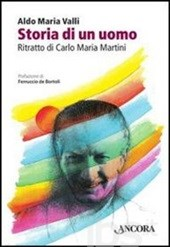 Aldo Maria Valli
Storia di un uomo
Ritratto di Carlo Maria Martini
Prefazione di
Ferruccio de Bortoli
ANCORA